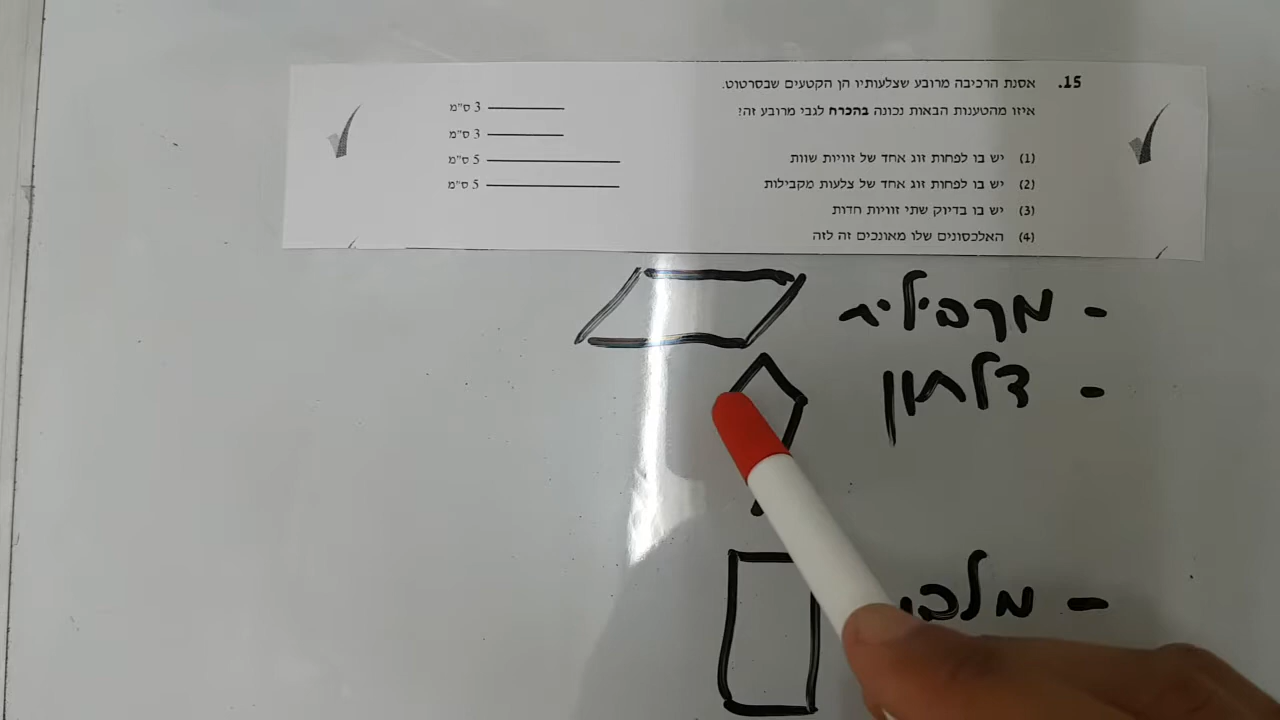 15. אסנת הרכיבה מרובע שצלעותיו הן הקטעים שבסרטוט.
איזו מהטענות הבאות נכונה בהכרח לגבי מרובע זה?
(1) יש בו לפחות זוג אחד של זוויות שוות
(2) יש בו לפחות זוג אחד של צלעות מקבילות
(3) יש בו בדיוק שתי זוויות חדות
(4) האלכסונים שלו מאונכים זה לזה
3 ס"מ
3 ס"מ
5 ס"מ
5 ס"מ
- מקבילית
- דלתון